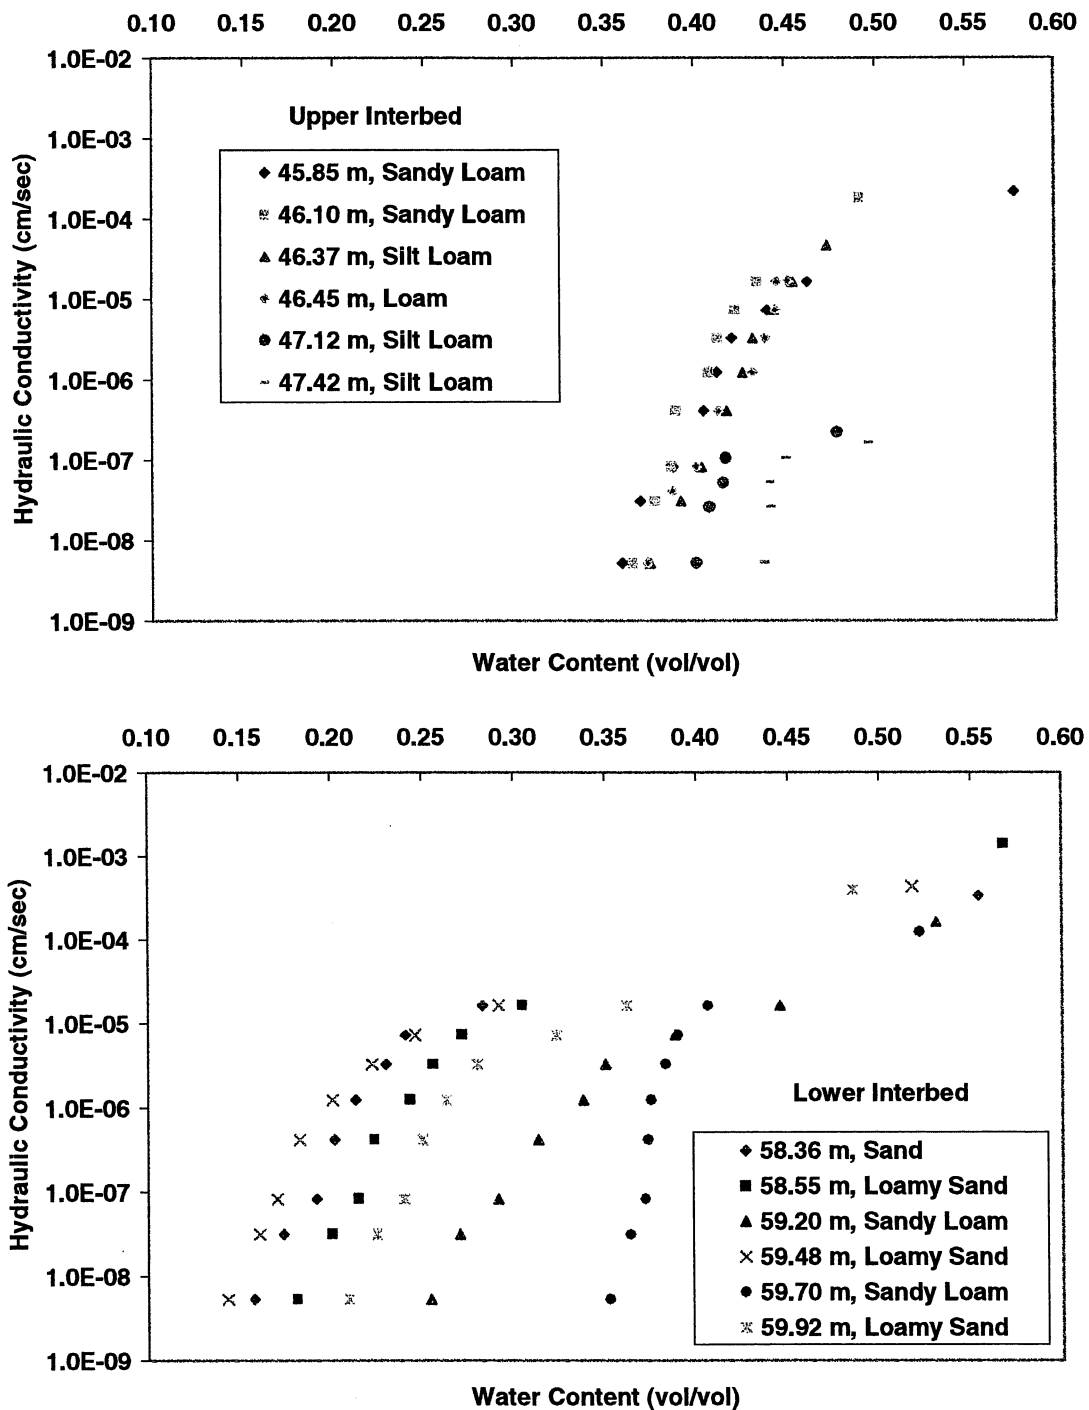 0.10 0.15 0.20 0.25 0.30 0.35 0.40 0.45 0.50 0.55 0.60
1.0E-02
1.0E-03
1.0E-04
1.0E-05
1.0E-06
1.0E-07
1.0E-08
1.0E-09
Hydraulic Conductivity (cm/sec)
Upper Interbed
45.85 m, Sandy Loam
46.10 m, Sandy Loam
46.37 m, Silt Loam
46.45 m, Loam
47.12 m, Silt Loam
47.42 m, Silt Loam
Water Content (vol/vol)
0.10 0.15 0.20 0.25 0.30 0.35 0.40 0.45 0.50 0.55 0.60
1.0E-02
1.0E-03
1.0E-04
1.0E-05
1.0E-06
1.0E-07
1.0E-08
1.0E-09
Hydraulic Conductivity (cm/sec)
Lower Interbed
58.36 m, Sand
58.55 m, Loamy Sand
59.20 m, Sandy Loam
59.48 m, Loamy Sand
59.70 m, Sandy Loam
59.92 m, Loamy Sand
Water Content (vol/vol)